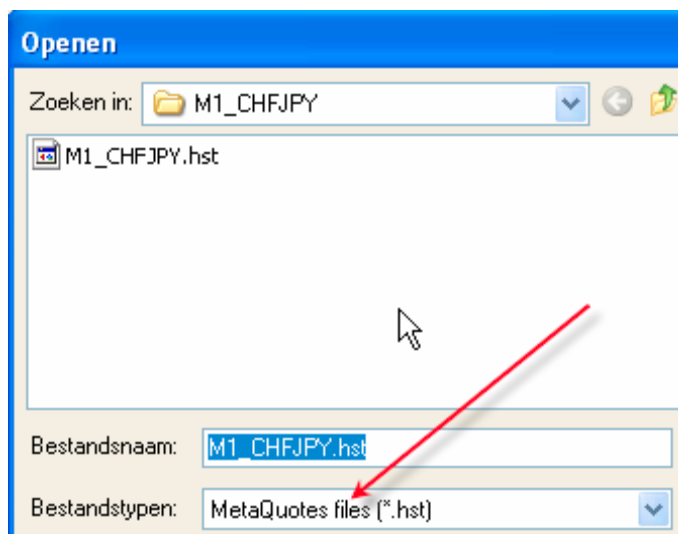 Openen
Zoeken in: M1_CHFJPY
M1_CHFJPY.hst
Bestandsnaam: M1_CHFJPY.hst
Bestandstypen: MetaQuotes files (*.hst)